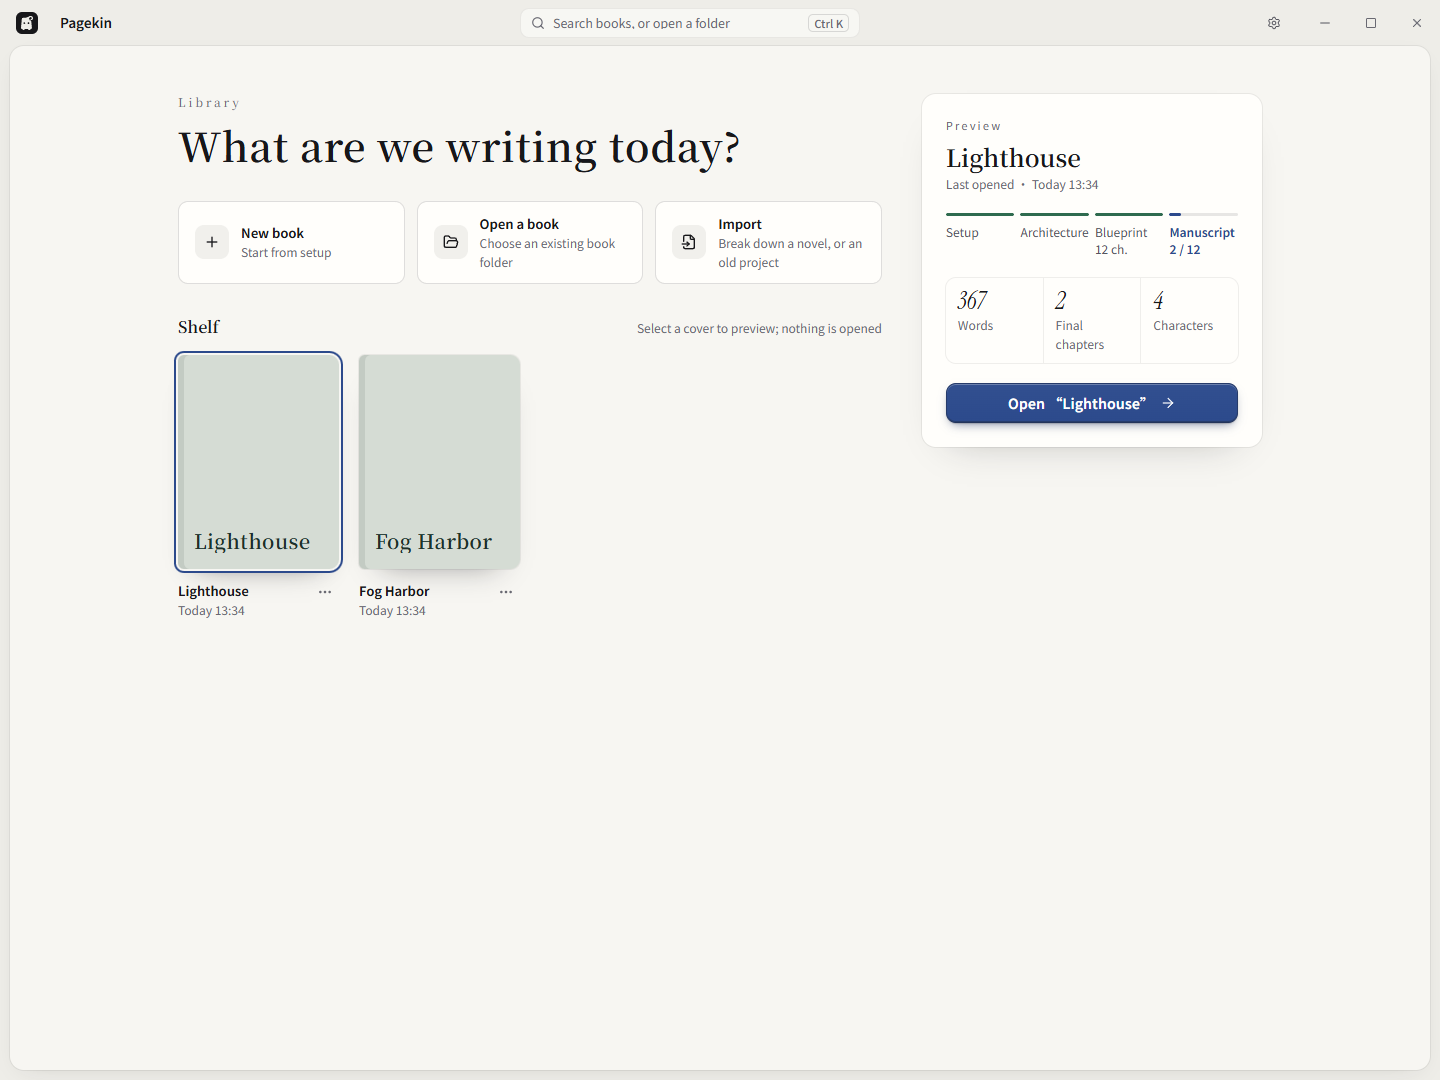 Pagekin
Search books, or open a folder
Ctrl K
Library
What are we writing today?
New book
Start from setup
Open a book
Choose an existing book
folder
Import
Break down a novel, or an
old project
Shelf
Select a cover to preview; nothing is opened
Lighthouse
Fog Harbor
Lighthouse
Today 13:34
Fog Harbor
Today 13:34
Preview
Lighthouse
Last opened • Today 13:34
Setup
Architecture
Blueprint
12 ch.
Manuscript
2 / 12
367
Words
2
Final
chapters
4
Characters
Open “Lighthouse”